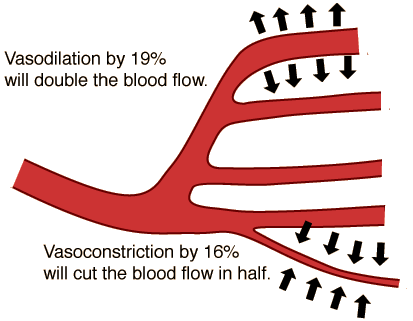 Vasodilation by 19%
will double the blood flow.
Vasoconstriction by 16%
will cut the blood flow in half.